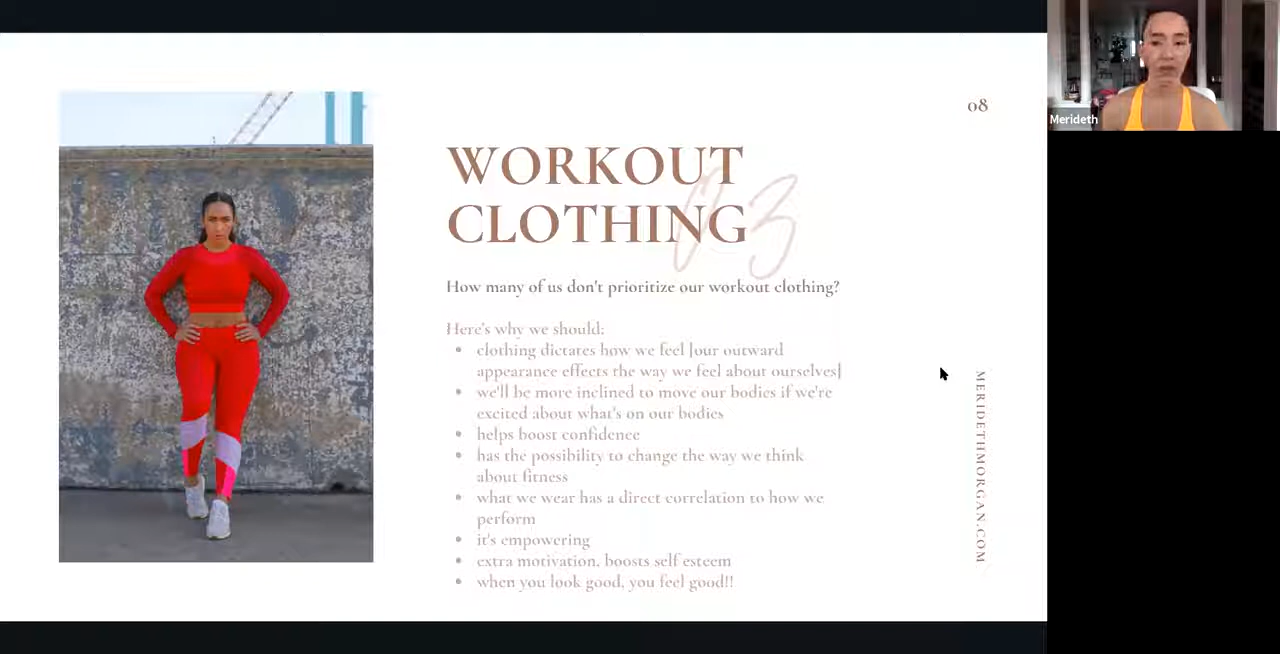 Merideth
08
WORKOUT
CLOTHING
03
How many of us don't prioritize our workout clothing?
Here's why we should:
• clothing dictates how we feel [our outward
appearance effects the way we feel about ourselves]
• we'll be more inclined to move our bodies if we're
excited about what's on our bodies
• helps boost confidence
• has the possibility to change the way we think
about fitness
• what we wear has a direct correlation to how we
perform
• it's empowering
• extra motivation, boosts self esteem
• when you look good, you feel good!!
MERIDETHMORGAN.COM